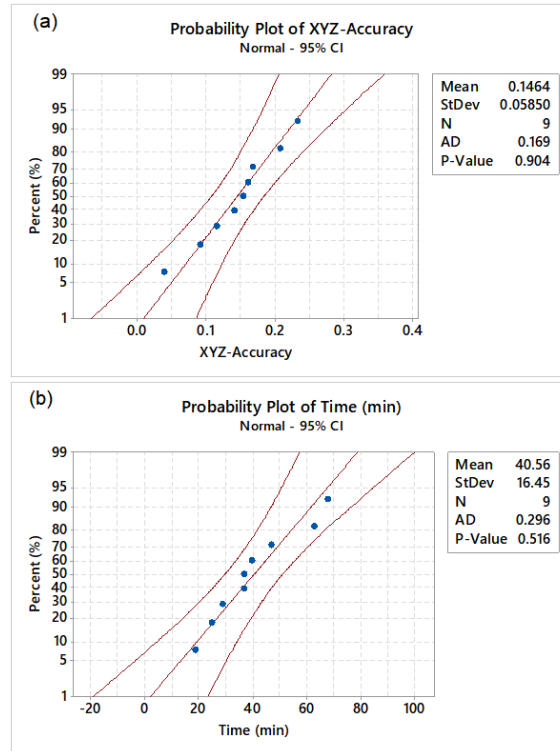 (a)
Probability Plot of XYZ-Accuracy
Normal - 95% CI
99
95
90
80
70
60
50
40
30
20
10
5
1
Percent (%)
0.0 0.1 0.2 0.3 0.4
XYZ-Accuracy
Mean 0.1464
StDev 0.05850
N 9
AD 0.169
P-Value 0.904
(b)
Probability Plot of Time (min)
Normal - 95% CI
99
95
90
80
70
60
50
40
30
20
10
5
1
Percent (%)
-20 0 20 40 60 80 100
Time (min)
Mean 40.56
StDev 16.45
N 9
AD 0.296
P-Value 0.516